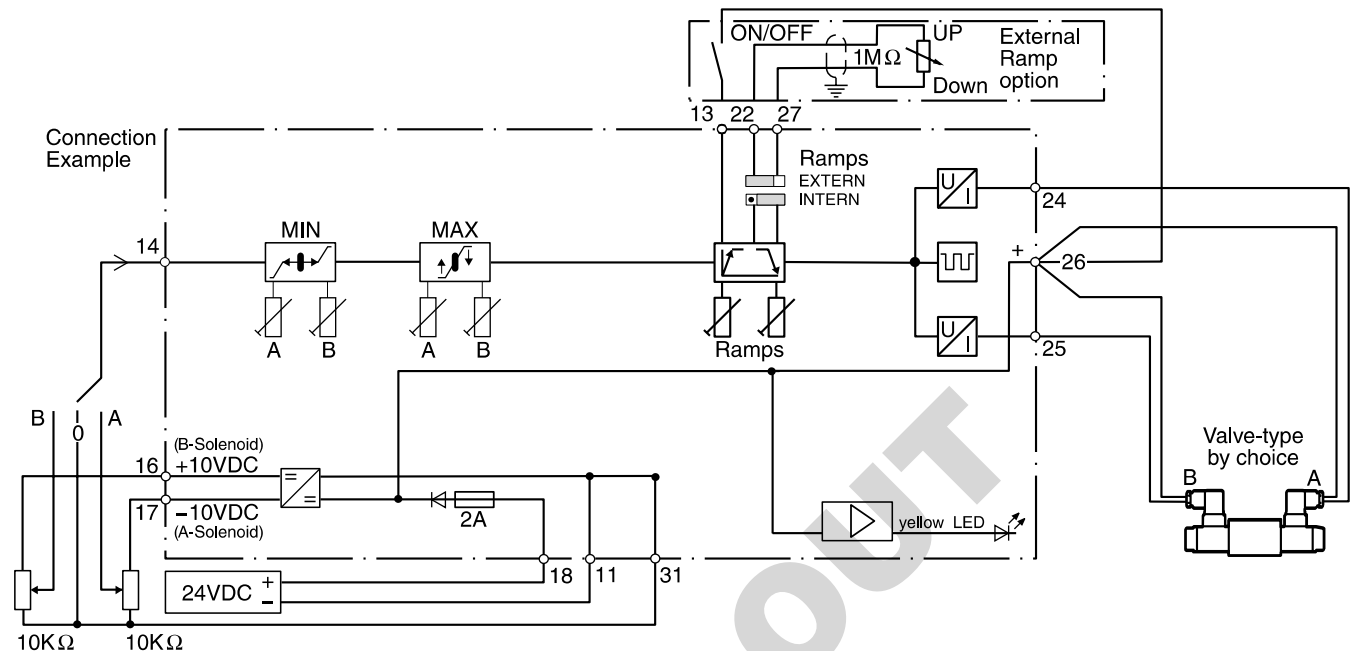 ON/OFF
UP
1MΩ
Down
External
Ramp
option
13 22 27
Connection
Example
Ramps
EXTERN
INTERN
U
I
24
MIN
MAX
14
+
26
A B
A B
Ramps
U
I
25
B 0 A
(B-Solenoid)
16 +10VDC
17 –10VDC
(A-Solenoid)
=
=
2A
yellow LED
Valve-type
by choice
B A
18 11 31
24VDC + –
10KΩ 10KΩ
OUT